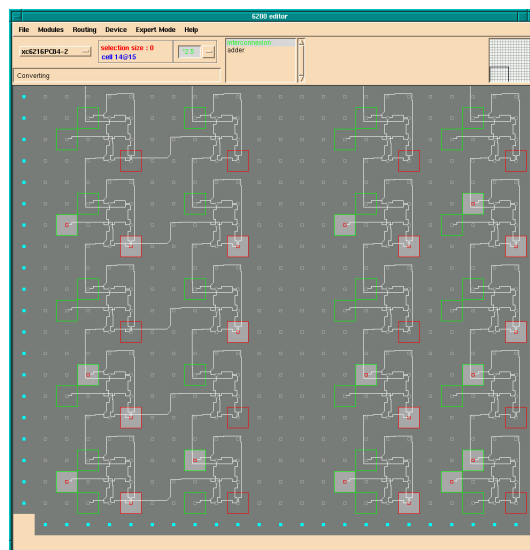 6200 editor
File Modules Routing Device Expert Mode Help
xc6216PC84-2
selection size : 0
cell 14@15
interconnexion
adder
Converting